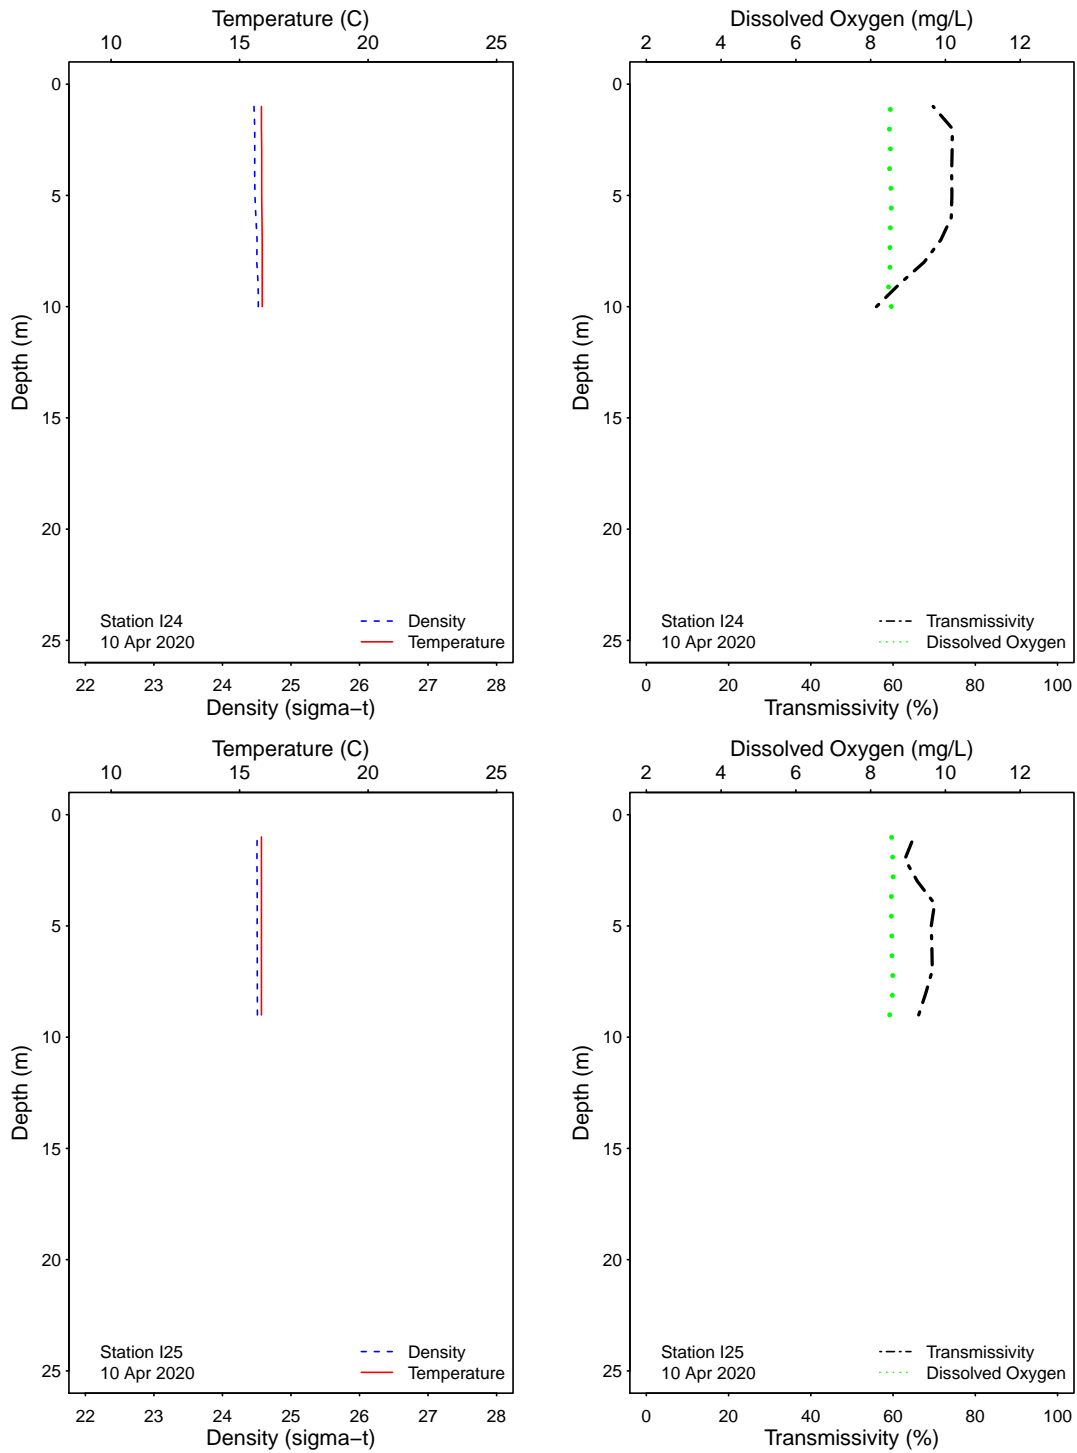 Temperature (C)
10 15 20 25
0
5
10
15
20
25
Depth (m)
Station I24
10 Apr 2020
Density
Temperature
22 23 24 25 26 27 28
Density (sigma−t)
Dissolved Oxygen (mg/L)
2 4 6 8 10 12
0
5
10
15
20
25
Depth (m)
Station I24
10 Apr 2020
Transmissivity
Dissolved Oxygen
0 20 40 60 80 100
Transmissivity (%)
Temperature (C)
10 15 20 25
0
5
10
15
20
25
Depth (m)
Station I25
10 Apr 2020
Density
Temperature
22 23 24 25 26 27 28
Density (sigma−t)
Dissolved Oxygen (mg/L)
2 4 6 8 10 12
0
5
10
15
20
25
Depth (m)
Station I25
10 Apr 2020
Transmissivity
Dissolved Oxygen
0 20 40 60 80 100
Transmissivity (%)